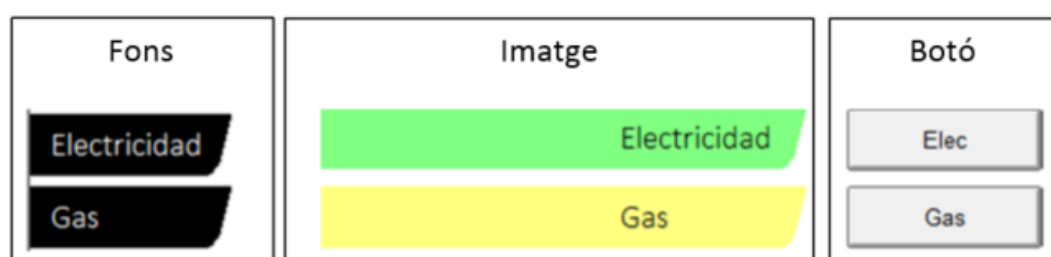 Fons
Imatge
Botó
Electricidad
Electricidad
Elec
Gas
Gas
Gas